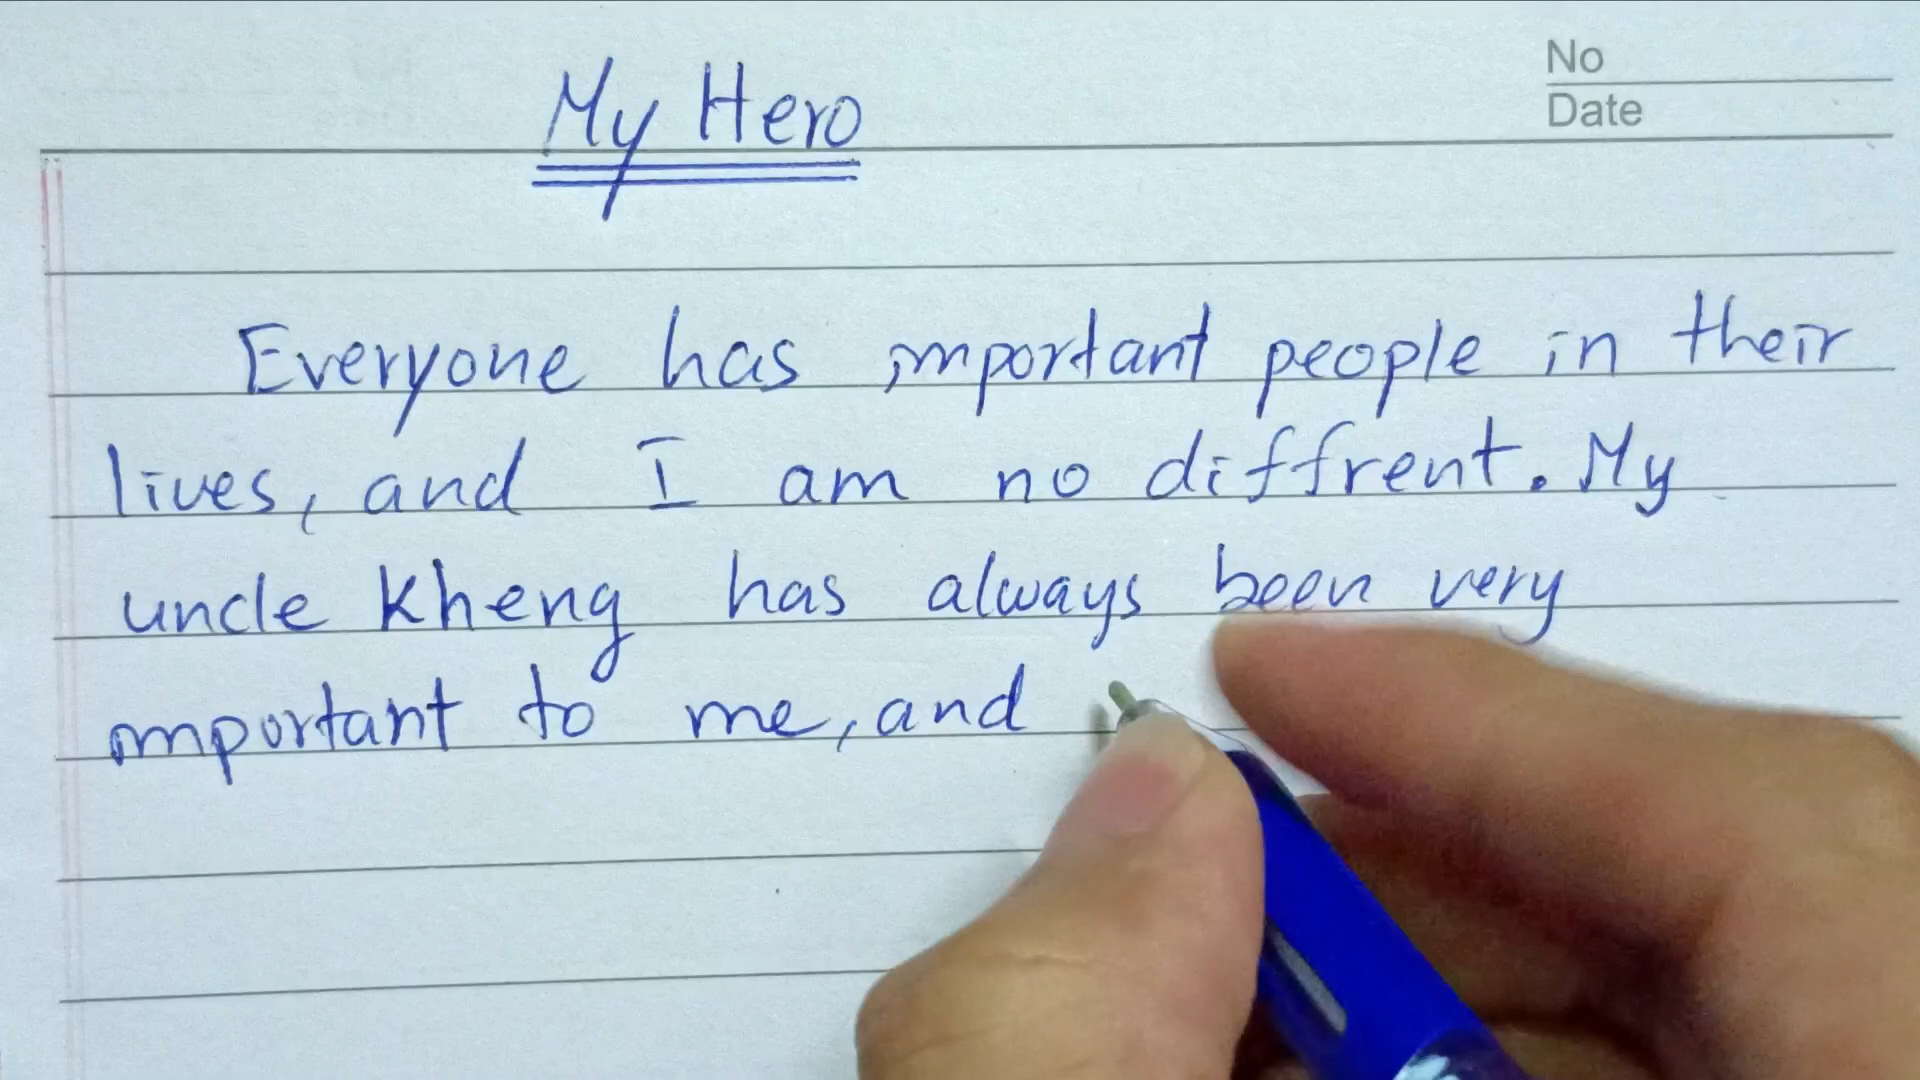 No
Date
My Hero
Everyone has important people in their
lives, and I am no diffrent. My
uncle Kheng has always been very
important to me, and